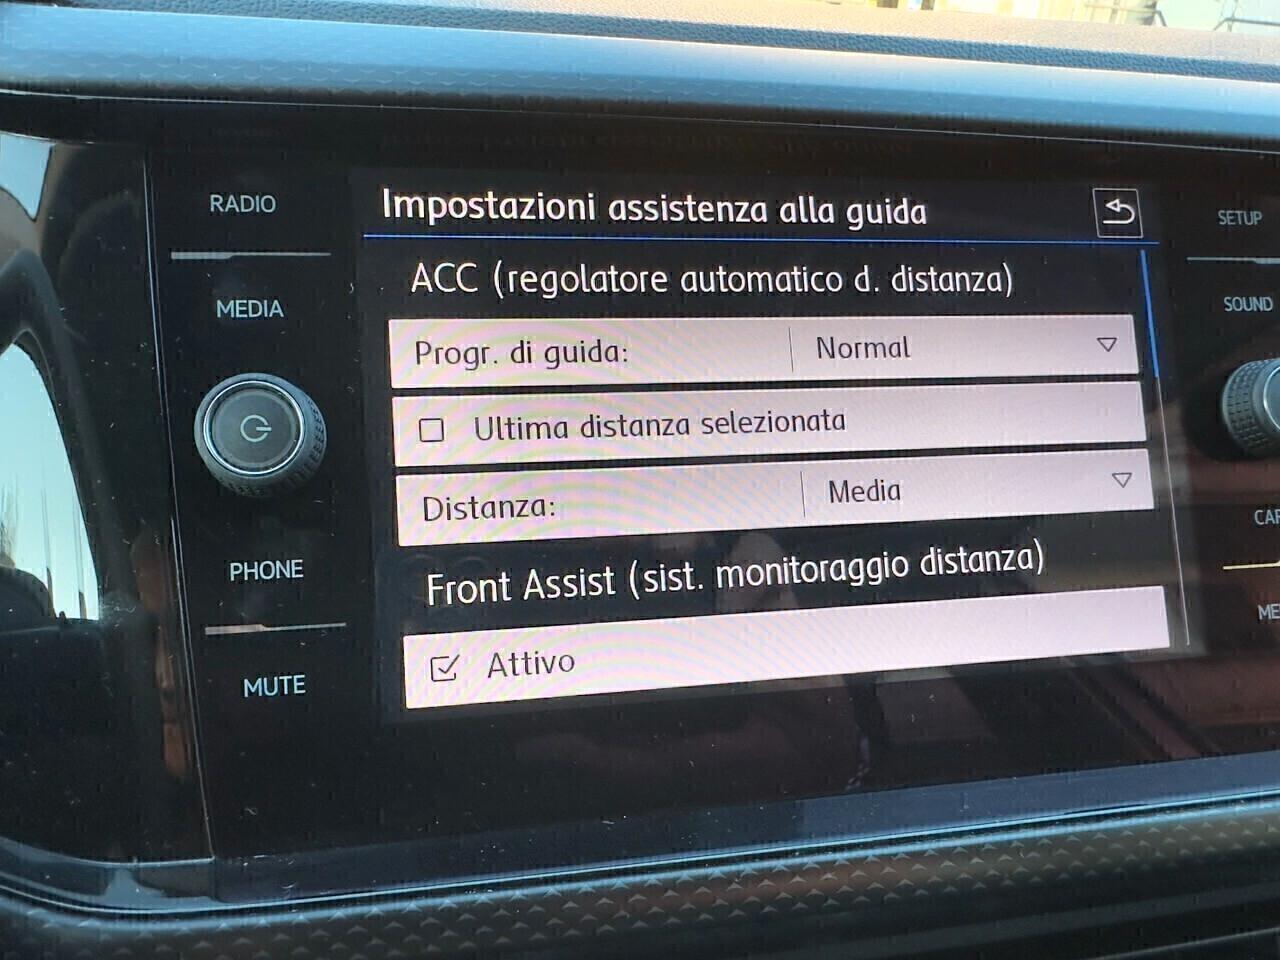 RADIO
MEDIA
PHONE
MUTE
Impostazioni assistenza alla guida
ACC (regolatore automatico d. distanza)
Progr. di guida: Normal
Ultima distanza selezionata
Distanza: Media
Front Assist (sist. monitoraggio distanza)
Attivo
SETUP
SOUND